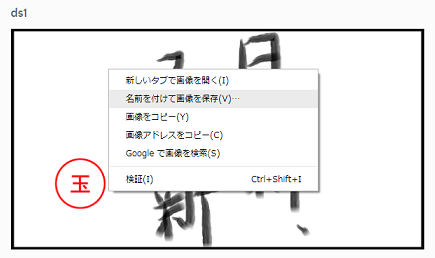 ds1
新しいタブで画像を開く(I)
名前を付けて画像を保存(V)…
画像をコピー(Y)
画像アドレスをコピー(C)
Google で画像を検索(S)
検証(I) Ctrl+Shift+I
玉
新